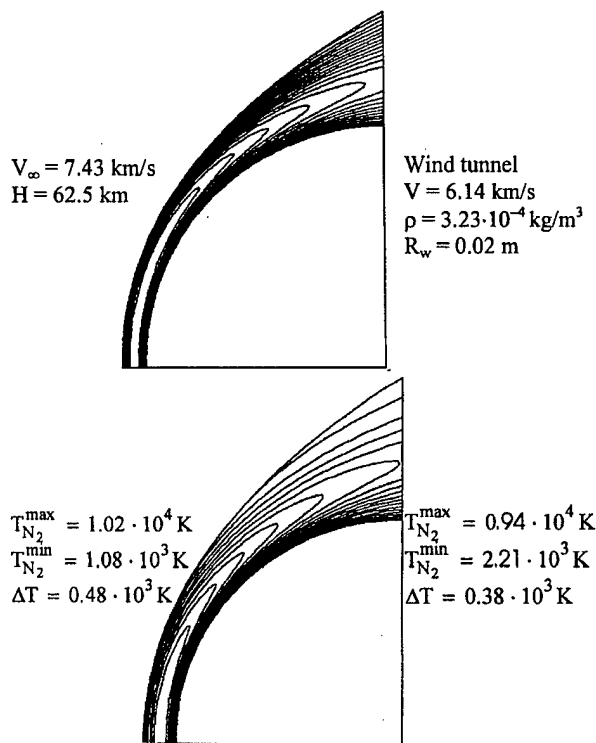 V∞ = 7.43 km/s
H = 62.5 km
Wind tunnel
V = 6.14 km/s
ρ = 3.23·10⁻⁴ kg/m³
R_w = 0.02 m
T_N₂^max = 1.02 · 10⁴ K
T_N₂^min = 1.08 · 10³ K
ΔT = 0.48 · 10³ K
T_N₂^max = 0.94 · 10⁴ K
T_N₂^min = 2.21 · 10³ K
ΔT = 0.38 · 10³ K